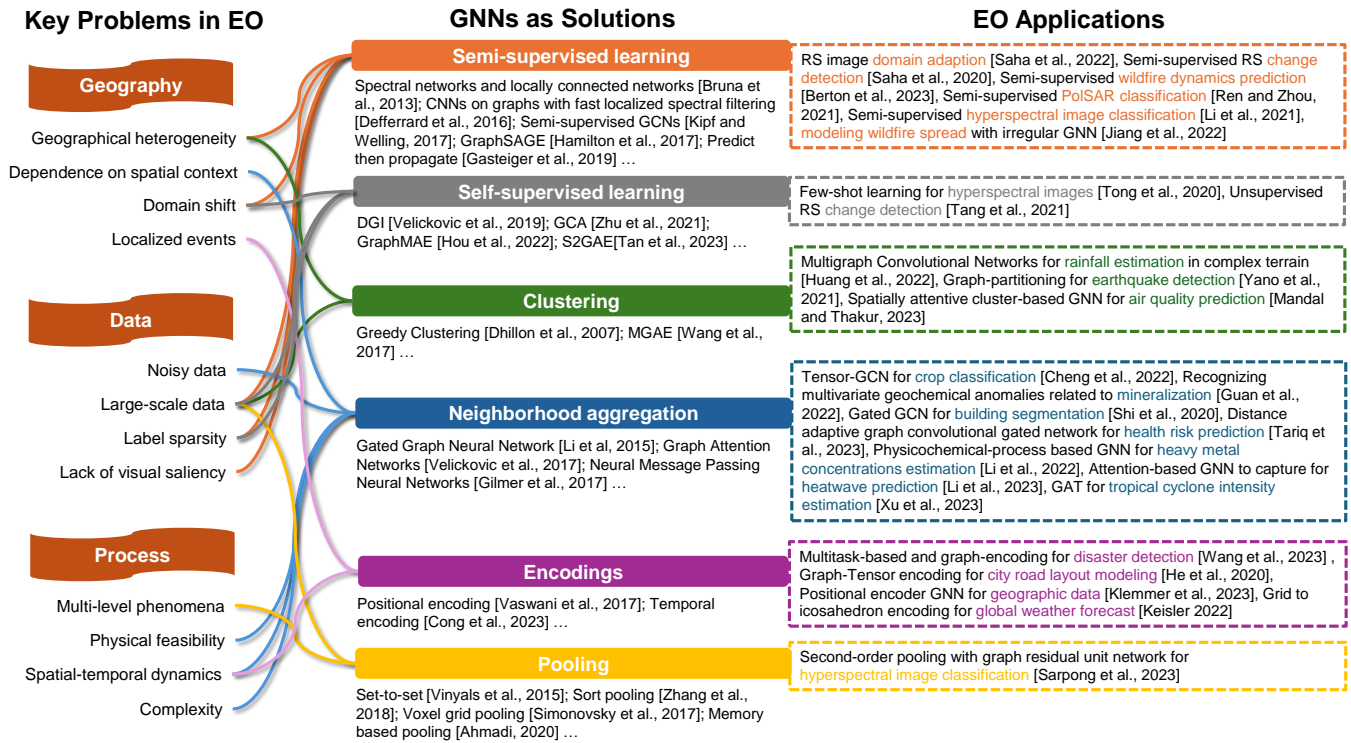 Key Problems in EO
Geography
Geographical heterogeneity
Dependence on spatial context
Domain shift
Localized events
Data
Noisy data
Large-scale data
Label sparsity
Lack of visual saliency
Process
Multi-level phenomena
Physical feasibility
Spatial-temporal dynamics
Complexity
GNNs as Solutions
Semi-supervised learning
Spectral networks and locally connected networks [Bruna
et al., 2013]; CNNs on graphs with fast localized spectral filtering
[Defferrard et al., 2016]; Semi-supervised GCNs [Kipf and
Welling, 2017]; GraphSAGE [Hamilton et al., 2017]; Predict
then propagate [Gasteiger et al., 2019] …
Self-supervised learning
DGI [Velickovic et al., 2019]; GCA [Zhu et al., 2021];
GraphMAE [Hou et al., 2022]; S2GAE[Tan et al., 2023] …
Clustering
Greedy Clustering [Dhillon et al., 2007]; MGAE [Wang et al.,
2017] …
Neighborhood aggregation
Gated Graph Neural Network [Li et al, 2015]; Graph Attention
Networks [Velickovic et al., 2017]; Neural Message Passing
Neural Networks [Gilmer et al., 2017] …
Encodings
Positional encoding [Vaswani et al., 2017]; Temporal
encoding [Cong et al., 2023] …
Pooling
Set-to-set [Vinyals et al., 2015]; Sort pooling [Zhang et al.,
2018]; Voxel grid pooling [Simonovsky et al., 2017]; Memory
based pooling [Ahmadi, 2020] …
EO Applications
RS image domain adaption [Saha et al., 2022], Semi-supervised RS change
detection [Saha et al., 2020], Semi-supervised wildfire dynamics prediction
[Berton et al., 2023], Semi-supervised PolSAR classification [Ren and Zhou,
2021], Semi-supervised hyperspectral image classification [Li et al., 2021],
modeling wildfire spread with irregular GNN [Jiang et al., 2022]
Few-shot learning for hyperspectral images [Tong et al., 2020], Unsupervised
RS change detection [Tang et al., 2021]
Multigraph Convolutional Networks for rainfall estimation in complex terrain
[Huang et al., 2022], Graph-partitioning for earthquake detection [Yano et al.,
2021], Spatially attentive cluster-based GNN for air quality prediction [Mandal
and Thakur, 2023]
Tensor-GCN for crop classification [Cheng et al., 2022], Recognizing
multivariate geochemical anomalies related to mineralization [Guan et al.,
2022], Gated GCN for building segmentation [Shi et al., 2020], Distance
adaptive graph convolutional gated network for health risk prediction [Tariq
et al., 2023], Physicochemical-process based GNN for heavy metal
concentrations estimation [Li et al., 2022], Attention-based GNN to capture for
heatwave prediction [Li et al., 2023], GAT for tropical cyclone intensity
estimation [Xu et al., 2023]
Multitask-based and graph-encoding for disaster detection [Wang et al., 2023] ,
Graph-Tensor encoding for city road layout modeling [He et al., 2020],
Positional encoder GNN for geographic data [Klemmer et al., 2023], Grid to
icosahedron encoding for global weather forecast [Keisler 2022]
Second-order pooling with graph residual unit network for
hyperspectral image classification [Sarpong et al., 2023]